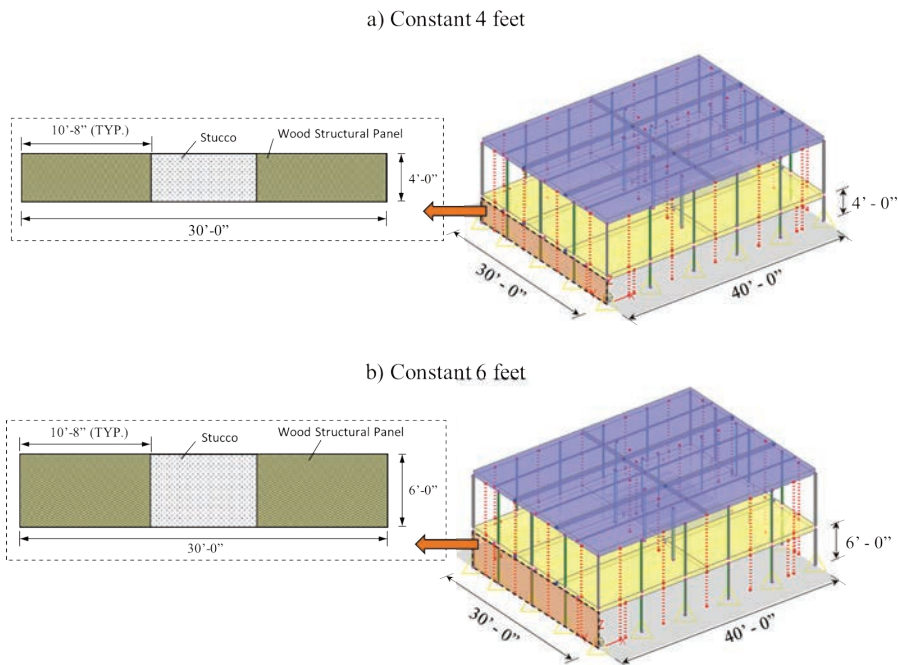 a) Constant 4 feet
10’-8” (TYP.)
Stucco
Wood Structural Panel
4’-0”
30’-0”
4’ - 0”
30’ - 0”
40’ - 0”
b) Constant 6 feet
10’-8” (TYP.)
Stucco
Wood Structural Panel
6’-0”
30’-0”
6’ - 0”
30’ - 0”
40’ - 0”